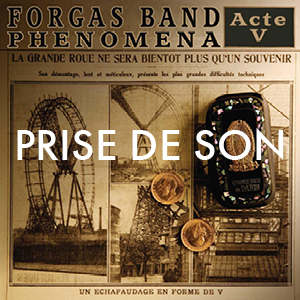 FORGAS BAND
PHENOMENA
Acte
V
LA GRANDE ROUE NE SERA BIENTOT PLUS QU'UN SOUVENIR
Son démontage, lent et méticuleux, présente les plus grandes difficultés techniques
PRISE DE SON
UN ECHAFAUDAGE EN FORME DE V